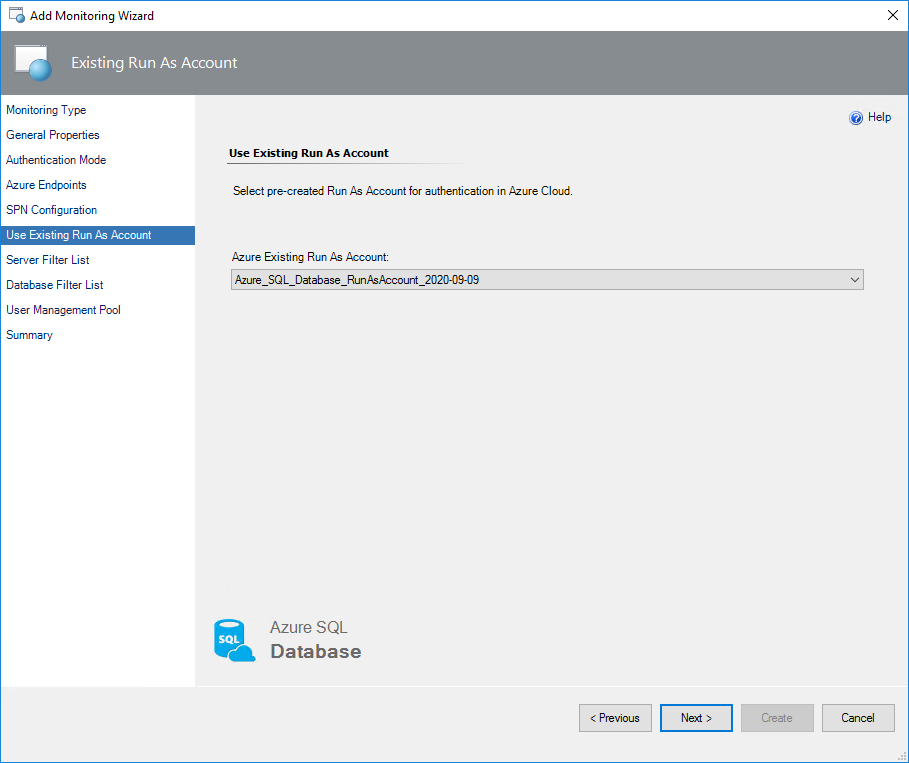 Add Monitoring Wizard
Existing Run As Account
Monitoring Type
General Properties
Authentication Mode
Azure Endpoints
SPN Configuration
Use Existing Run As Account
Server Filter List
Database Filter List
User Management Pool
Summary
? Help
Use Existing Run As Account
Select pre-created Run As Account for authentication in Azure Cloud.
Azure Existing Run As Account:
Azure_SQL_Database_RunAsAccount_2020-09-09
SQL
Azure SQL
Database
< Previous
Next >
Create
Cancel